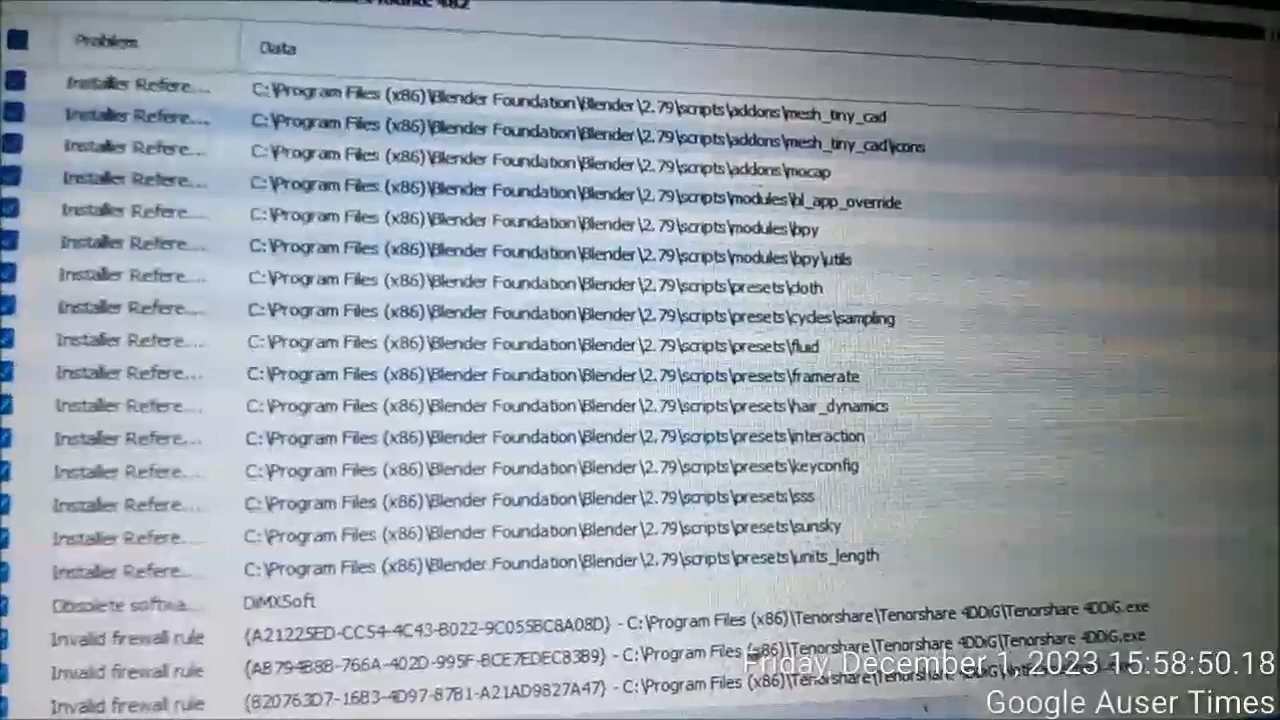 Problem Data
Installer Refere... C:\Program Files (x86)\Blender Foundation\Blender\2.79\scripts\addons\mesh_tiny_cad
Installer Refere... C:\Program Files (x86)\Blender Foundation\Blender\2.79\scripts\addons\mesh_tiny_cad\icons
Installer Refere... C:\Program Files (x86)\Blender Foundation\Blender\2.79\scripts\addons\mocap
Installer Refere... C:\Program Files (x86)\Blender Foundation\Blender\2.79\scripts\modules\bl_app_override
Installer Refere... C:\Program Files (x86)\Blender Foundation\Blender\2.79\scripts\modules\bpy
Installer Refere... C:\Program Files (x86)\Blender Foundation\Blender\2.79\scripts\modules\bpy\utils
Installer Refere... C:\Program Files (x86)\Blender Foundation\Blender\2.79\scripts\presets\cloth
Installer Refere... C:\Program Files (x86)\Blender Foundation\Blender\2.79\scripts\presets\cycles\sampling
Installer Refere... C:\Program Files (x86)\Blender Foundation\Blender\2.79\scripts\presets\fluid
Installer Refere... C:\Program Files (x86)\Blender Foundation\Blender\2.79\scripts\presets\framerate
Installer Refere... C:\Program Files (x86)\Blender Foundation\Blender\2.79\scripts\presets\hair_dynamics
Installer Refere... C:\Program Files (x86)\Blender Foundation\Blender\2.79\scripts\presets\interaction
Installer Refere... C:\Program Files (x86)\Blender Foundation\Blender\2.79\scripts\presets\keyconfig
Installer Refere... C:\Program Files (x86)\Blender Foundation\Blender\2.79\scripts\presets\sss
Installer Refere... C:\Program Files (x86)\Blender Foundation\Blender\2.79\scripts\presets\sunsky
Installer Refere... C:\Program Files (x86)\Blender Foundation\Blender\2.79\scripts\presets\units_length
Obsolete softwa... DiMXSoft
Invalid firewall rule {A21225ED-CC54-4C43-B022-9C055BC8A08D} - C:\Program Files (x86)\Tenorshare\Tenorshare 4DDiG\Tenorshare 4DDiG.exe
Invalid firewall rule {AB794B8B-766A-402D-995F-BCE7EDEC83B9} - C:\Program Files (x86)\Tenorshare\Tenorshare 4DDiG\Tenorshare 4DDiG.exe
Invalid firewall rule {820763D7-16B3-4D97-87B1-A21AD9827A47} - C:\Program Files (x86)\Tenorshare\Tenorshare 4DDiG
Friday, December 1, 2023 15:58:50.18
Google Auser Times